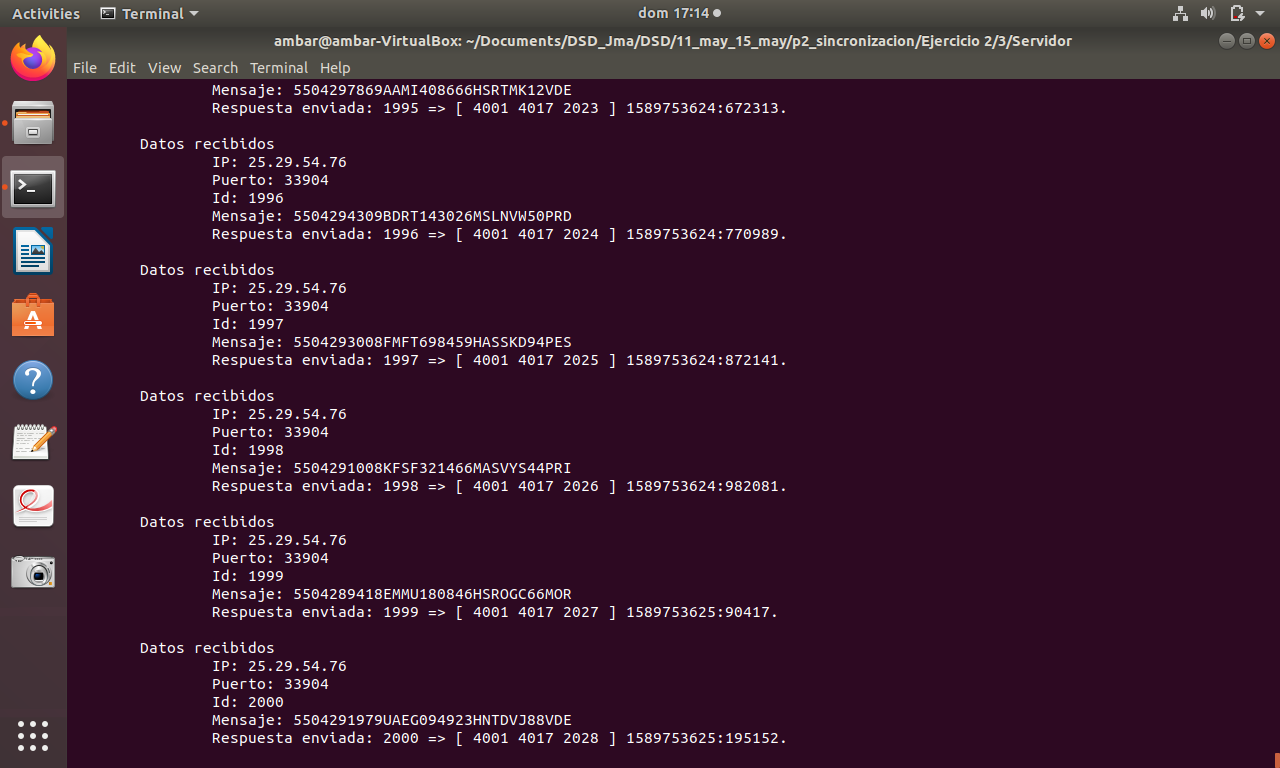 Activities Terminal dom 17:14
ambar@ambar-VirtualBox: ~/Documents/DSD_Jma/DSD/11_may_15_may/p2_sincronizacion/Ejercicio 2/3/Servidor
File Edit View Search Terminal Help
Mensaje: 5504297869AAMI408666HSRTMK12VDE
Respuesta enviada: 1995 => [ 4001 4017 2023 ] 1589753624:672313.
Datos recibidos
IP: 25.29.54.76
Puerto: 33904
Id: 1996
Mensaje: 5504294309BDRT143026MSLNVW50PRD
Respuesta enviada: 1996 => [ 4001 4017 2024 ] 1589753624:770989.
Datos recibidos
IP: 25.29.54.76
Puerto: 33904
Id: 1997
Mensaje: 5504293008FMFT698459HASSKD94PES
Respuesta enviada: 1997 => [ 4001 4017 2025 ] 1589753624:872141.
Datos recibidos
IP: 25.29.54.76
Puerto: 33904
Id: 1998
Mensaje: 5504291008KFSF321466MASVYS44PRI
Respuesta enviada: 1998 => [ 4001 4017 2026 ] 1589753624:982081.
Datos recibidos
IP: 25.29.54.76
Puerto: 33904
Id: 1999
Mensaje: 5504289418EMMU180846HSROGC66MOR
Respuesta enviada: 1999 => [ 4001 4017 2027 ] 1589753625:90417.
Datos recibidos
IP: 25.29.54.76
Puerto: 33904
Id: 2000
Mensaje: 5504291979UAEG094923HNTDVJ88VDE
Respuesta enviada: 2000 => [ 4001 4017 2028 ] 1589753625:195152.